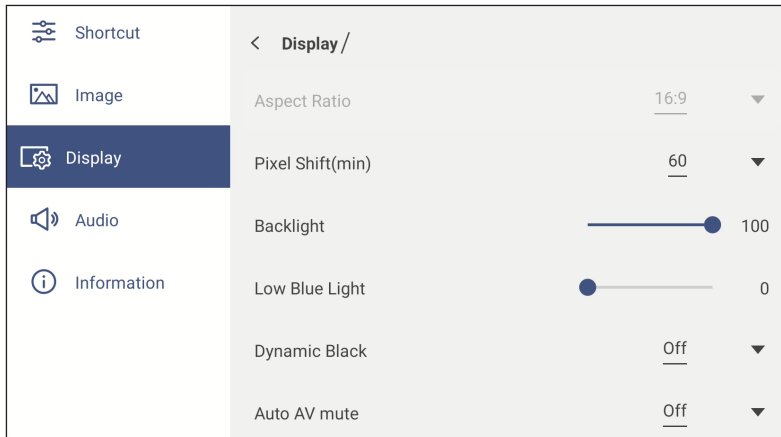 Shortcut
Image
Display
Audio
Information
< Display /
Aspect Ratio 16:9
Pixel Shift(min) 60
Backlight 100
Low Blue Light 0
Dynamic Black Off
Auto AV mute Off